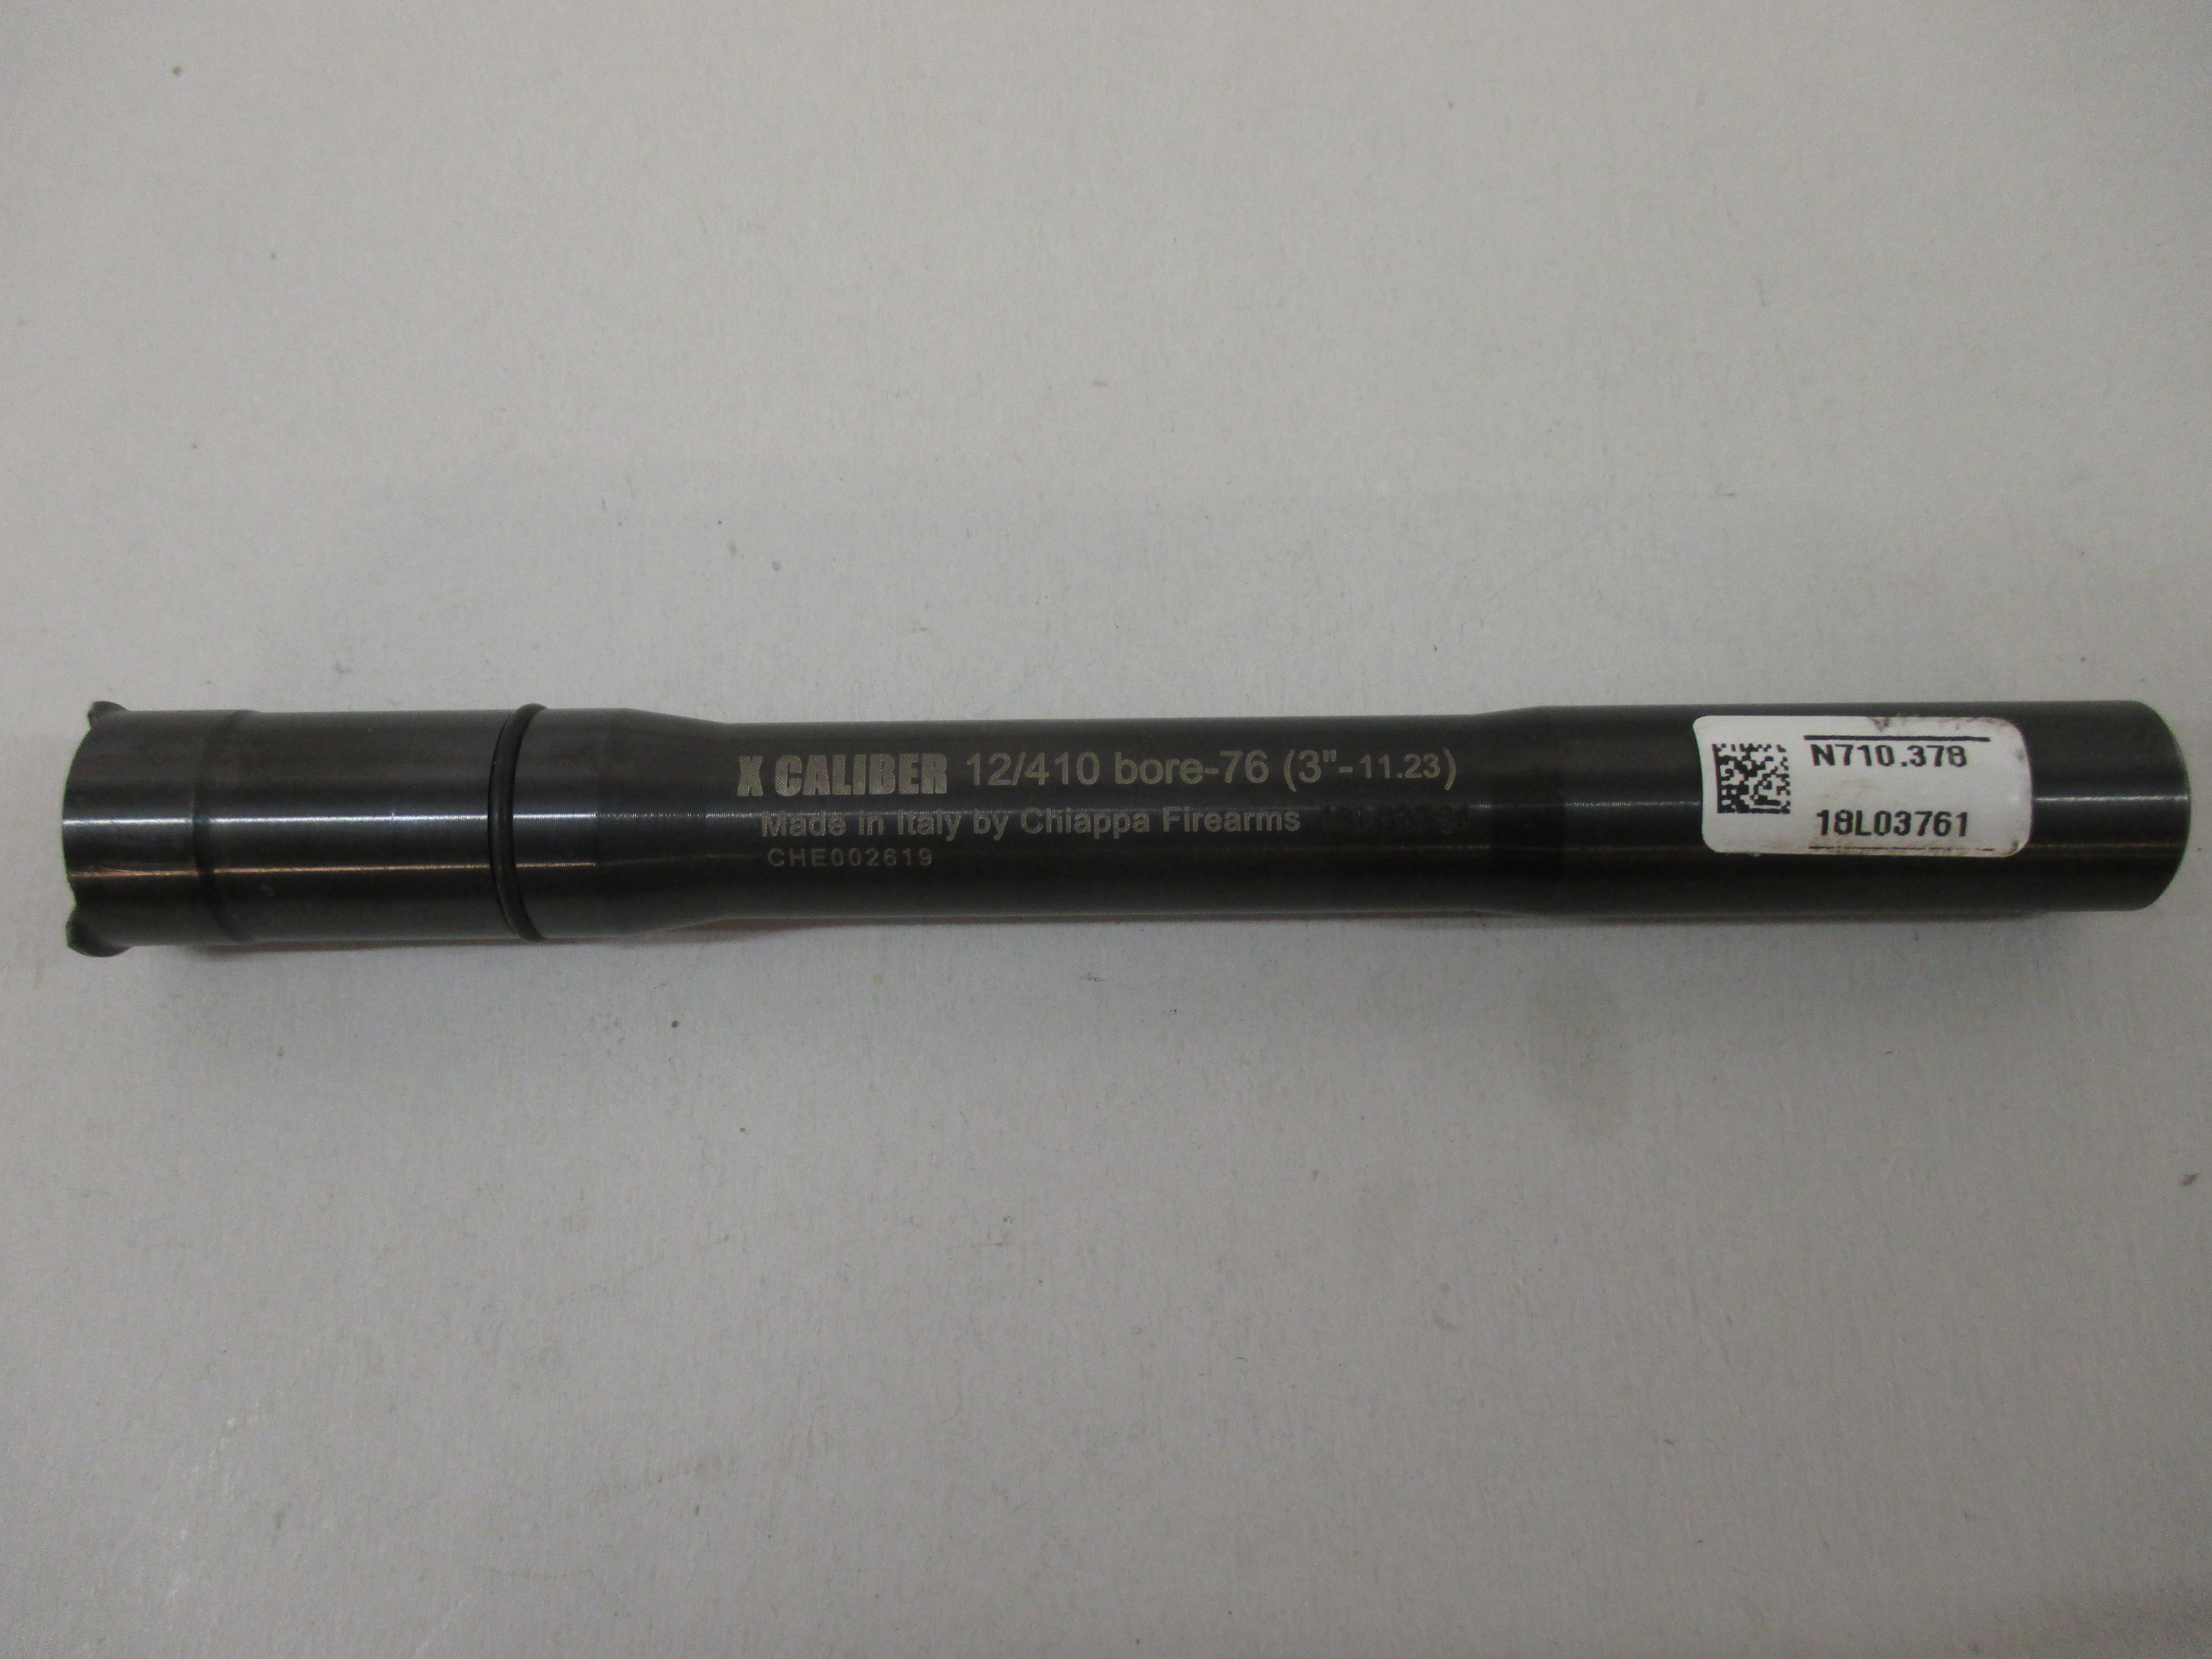 X CALIBER 12/410 bore-76 (3"-11.23)
Made in Italy by Chiappa Firearms
CHE002619
N710.378
18L03761